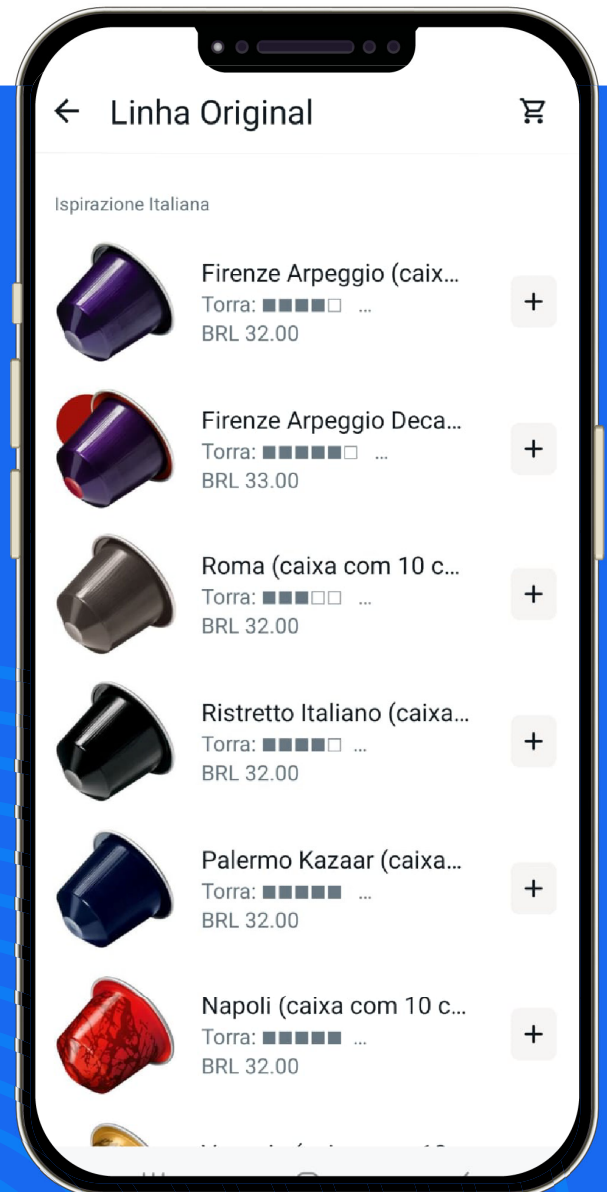 Linha Original
Ispirazione Italiana
Firenze Arpeggio (caix...
Torra: ■■■■□ ...
BRL 32.00
Firenze Arpeggio Deca...
Torra: ■■■■■□ ...
BRL 33.00
Roma (caixa com 10 c...
Torra: ■■■□□ ...
BRL 32.00
Ristretto Italiano (caixa...
Torra: ■■■■□ ...
BRL 32.00
Palermo Kazaar (caixa...
Torra: ■■■■■ ...
BRL 32.00
Napoli (caixa com 10 c...
Torra: ■■■■■ ...
BRL 32.00